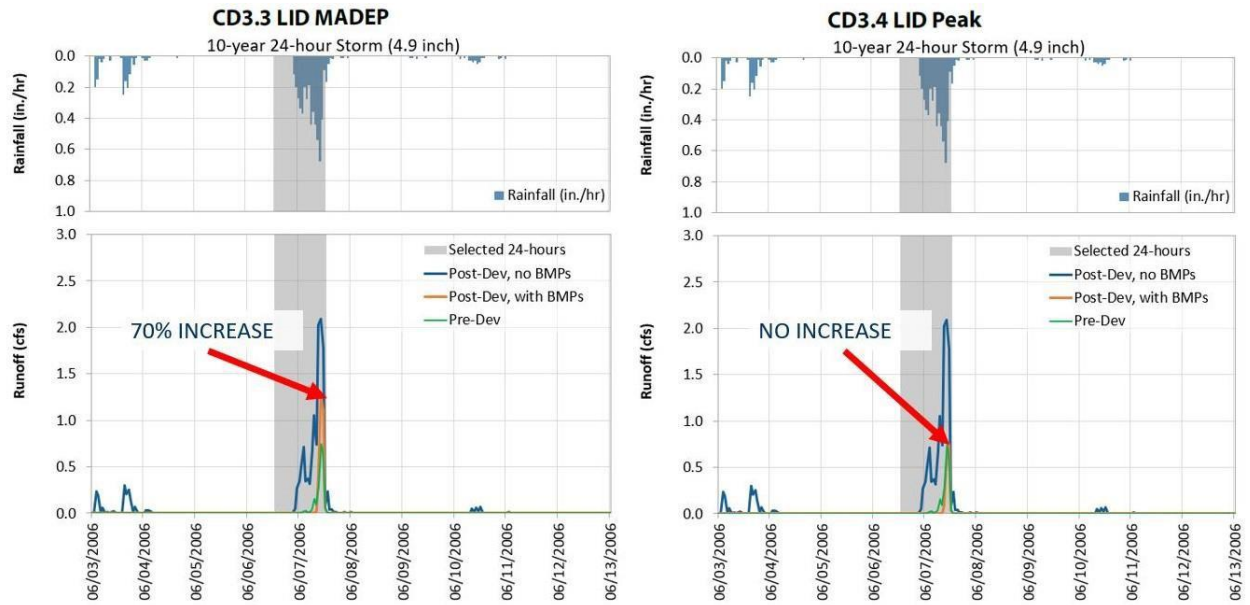 CD3.3 LID MADEP
10-year 24-hour Storm (4.9 inch)
0.0
0.2
0.4
0.6
0.8
1.0
Rainfall (in./hr)
Rainfall (in./hr)
3.0
2.5
2.0
1.5
1.0
0.5
0.0
Runoff (cfs)
Selected 24-hours
Post-Dev, no BMPs
Post-Dev, with BMPs
Pre-Dev
70% INCREASE
06/03/2006
06/04/2006
06/05/2006
06/06/2006
06/07/2006
06/08/2006
06/09/2006
06/10/2006
06/11/2006
06/12/2006
06/13/2006
CD3.4 LID Peak
10-year 24-hour Storm (4.9 inch)
0.0
0.2
0.4
0.6
0.8
1.0
Rainfall (in./hr)
Rainfall (in./hr)
3.0
2.5
2.0
1.5
1.0
0.5
0.0
Runoff (cfs)
Selected 24-hours
Post-Dev, no BMPs
Post-Dev, with BMPs
Pre-Dev
NO INCREASE
06/03/2006
06/04/2006
06/05/2006
06/06/2006
06/07/2006
06/08/2006
06/09/2006
06/10/2006
06/11/2006
06/12/2006
06/13/2006